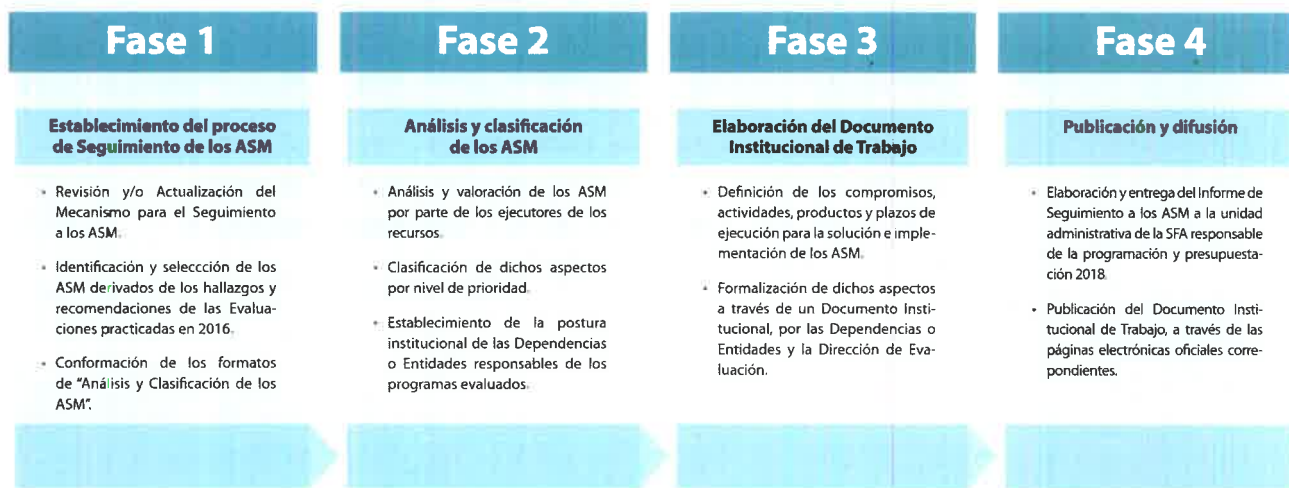 Fase 1
Establecimiento del proceso
de Seguimiento de los ASM
• Revisión y/o Actualización del
Mecanismo para el Seguimiento
a los ASM.
• Identificación y seleccción de los
ASM derivados de los hallazgos y
recomendaciones de las Evalua-
ciones practicadas en 2016.
• Conformación de los formatos
de "Análisis y Clasificación de los
ASM".
Fase 2
Análisis y clasificación
de los ASM
• Análisis y valoración de los ASM
por parte de los ejecutores de los
recursos.
• Clasificación de dichos aspectos
por nivel de prioridad.
• Establecimiento de la postura
institucional de las Dependencias
o Entidades responsables de los
programas evaluados.
Fase 3
Elaboración del Documento
Institucional de Trabajo
• Definición de los compromisos,
actividades, productos y plazos de
ejecución para la solución e imple-
mentación de los ASM.
• Formalización de dichos aspectos
a través de un Documento Insti-
tucional, por las Dependencias o
Entidades y la Dirección de Eva-
luación.
Fase 4
Publicación y difusión
• Elaboración y entrega del Informe de
Seguimiento a los ASM a la unidad
administrativa de la SFA responsable
de la programación y presupuesta-
ción 2018.
• Publicación del Documento Insti-
tucional de Trabajo, a través de las
páginas electrónicas oficiales corre-
pondientes.